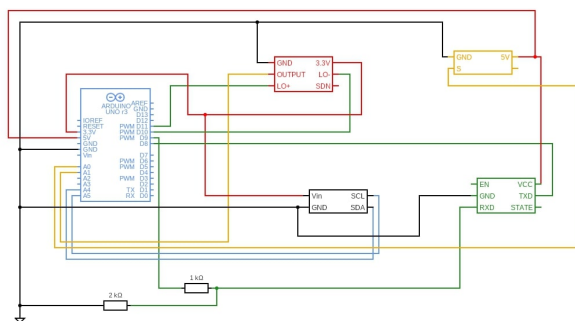 GND 5V
S
GND 3.3V
OUTPUT LO-
LO+ SDN
ARDUINO
UNO r3
AREF
GND
D13
D12
IOREF
RESET PWM D11
3.3V PWM D10
5V PWM D9
GND D8
GND
Vin D7
PWM D6
A0 PWM D5
A1 D4
A2 PWM D3
A3 D2
A4 TX D1
A5 RX D0
EN VCC
GND TXD
RXD STATE
Vin SCL
GND SDA
1 kΩ
2 kΩ